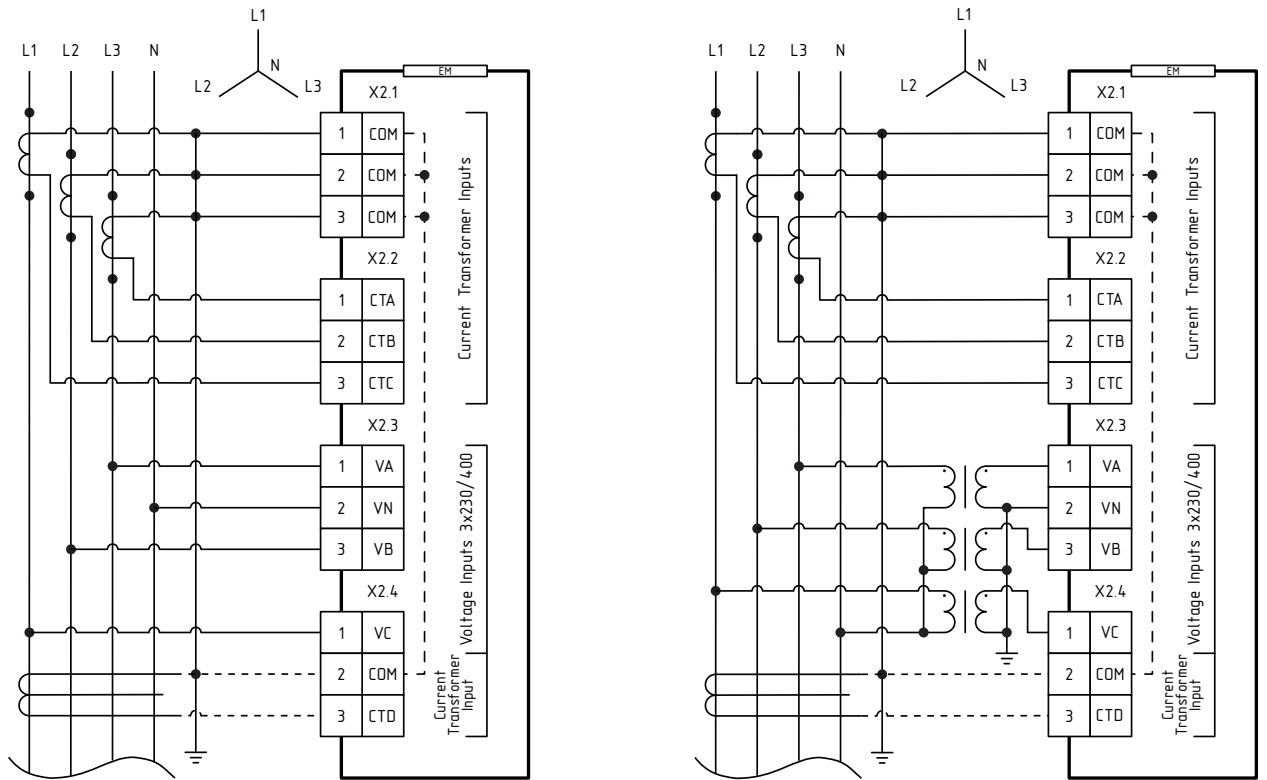 L1
L1 L2 L3 N
N
L2 L3
EM
X2.1
1 COM
2 COM
3 COM
X2.2
1 CTA
2 CTB
3 CTC
Current Transformer Inputs
X2.3
1 VA
2 VN
3 VB
X2.4
1 VC
Voltage Inputs 3x230/400
2 COM
3 CTD
Current
Transformer
Input
L1
L1 L2 L3 N
N
L2 L3
EM
X2.1
1 COM
2 COM
3 COM
X2.2
1 CTA
2 CTB
3 CTC
Current Transformer Inputs
X2.3
1 VA
2 VN
3 VB
X2.4
1 VC
Voltage Inputs 3x230/400
2 COM
3 CTD
Current
Transformer
Input